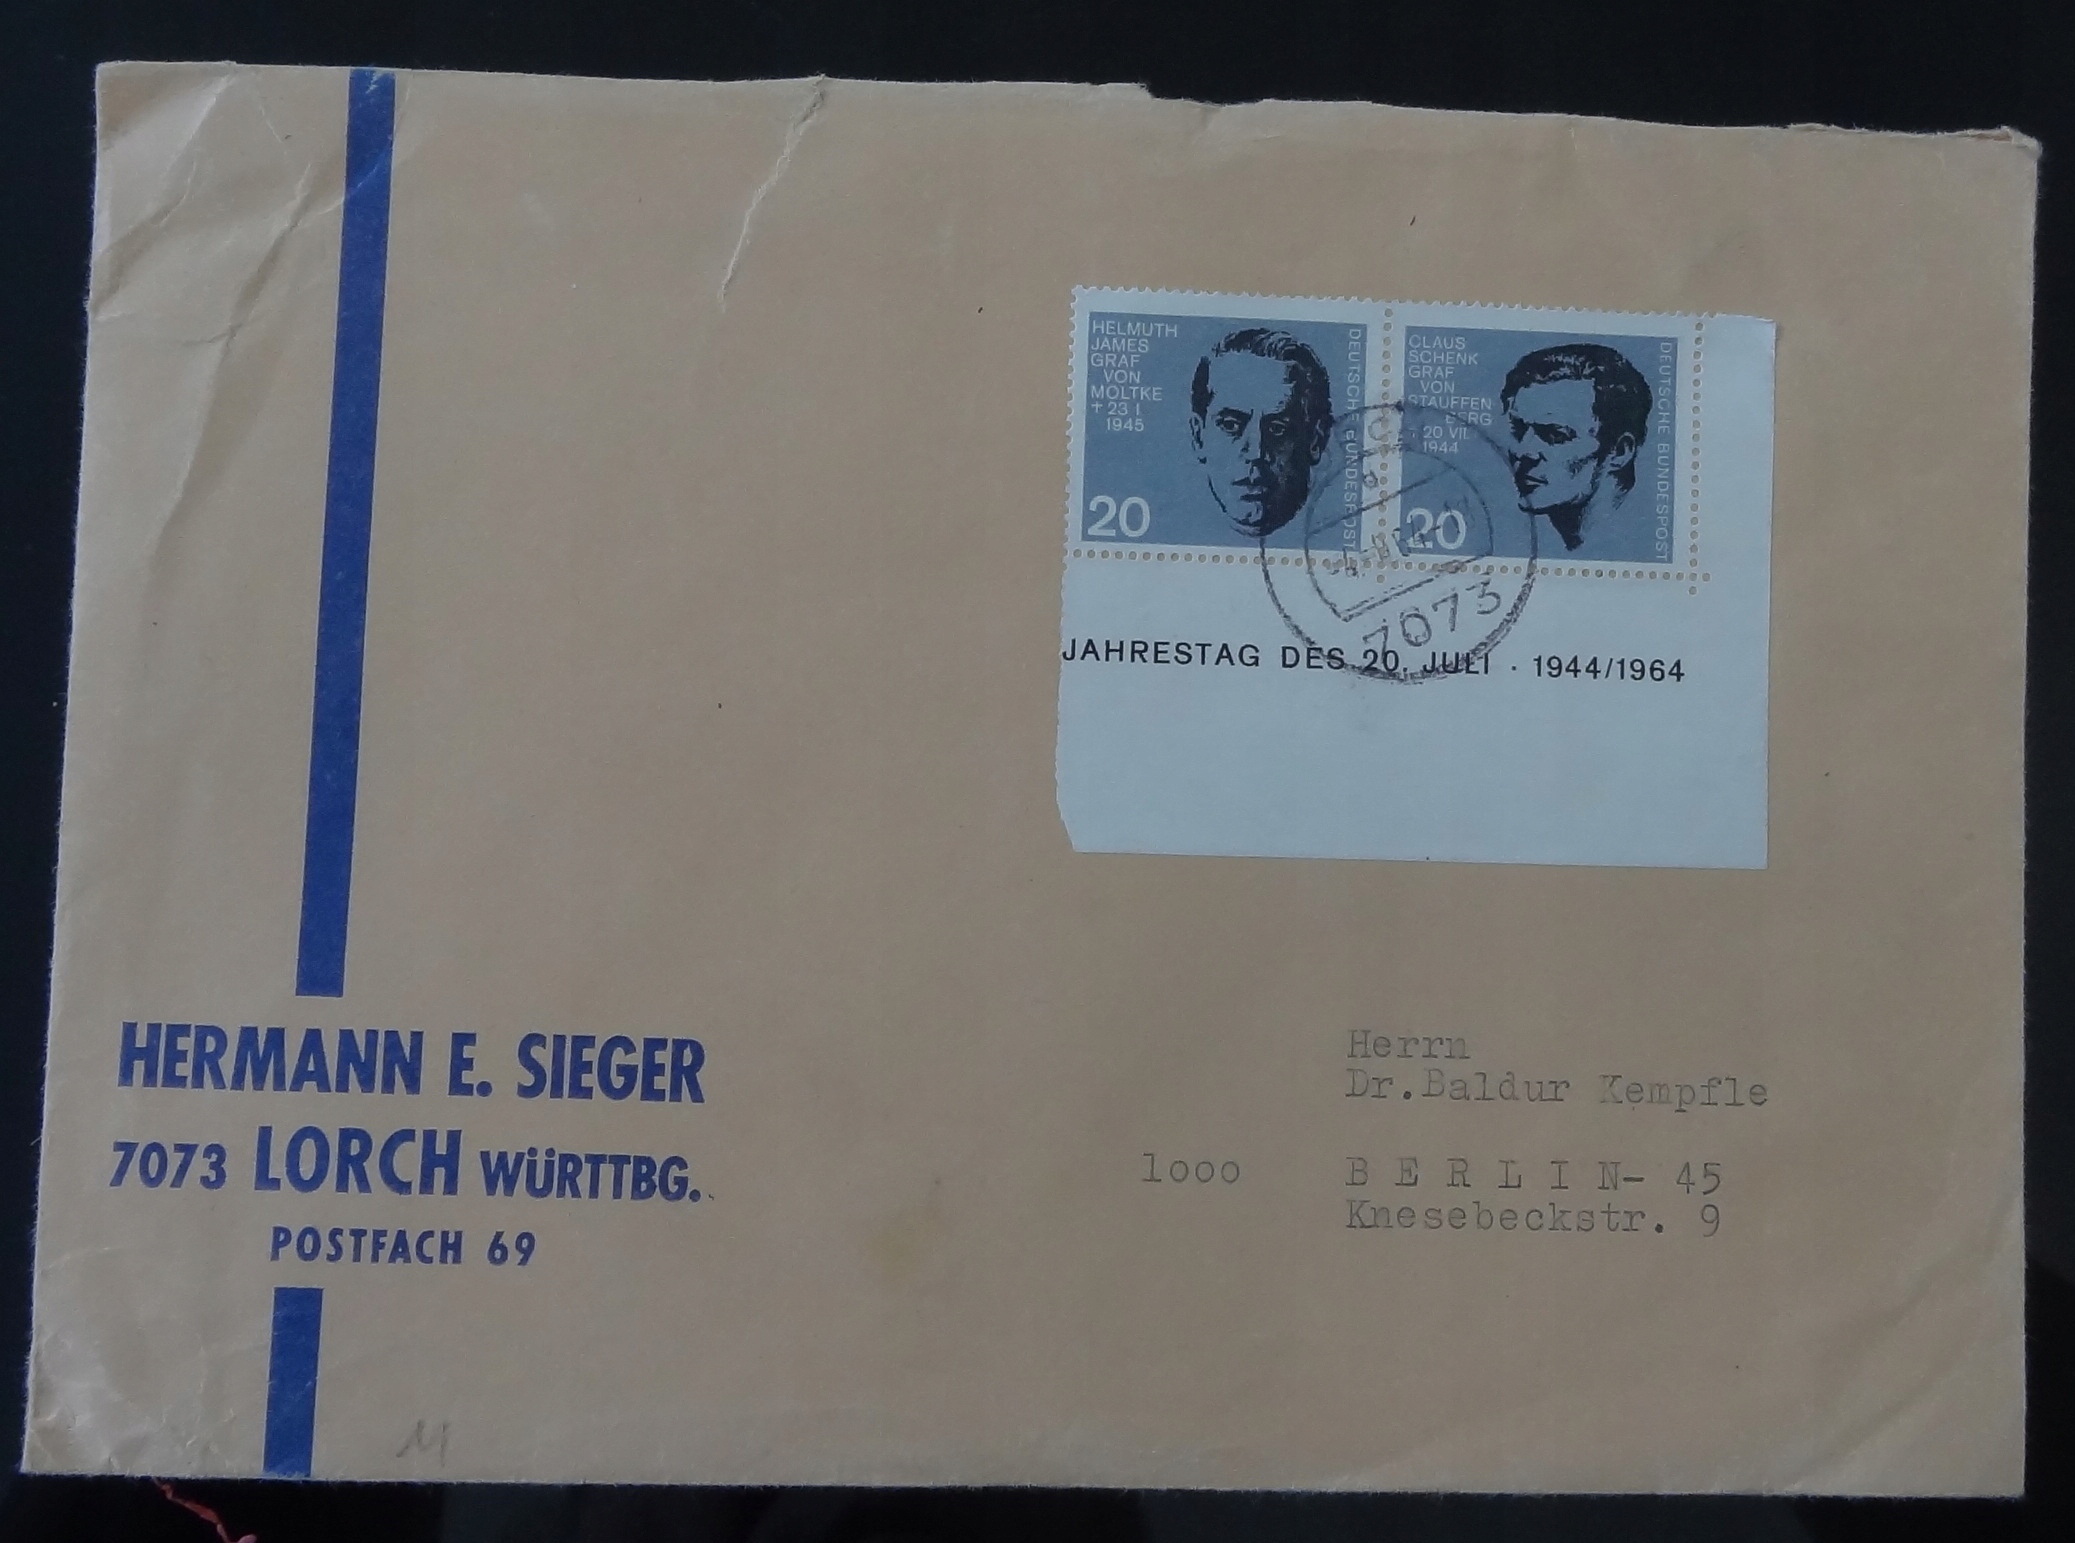 HELMUTH
JAMES
GRAF
VON
MOLTKE
† 23 I
1945
20
DEUTSCHE BUNDESPOST
CLAUS
SCHENK
GRAF
VON
STAUFFEN
BERG
20 VII
1944
20
DEUTSCHE BUNDESPOST
7073
JAHRESTAG DES 20. JULI · 1944/1964
HERMANN E. SIEGER
7073 LORCH WÜRTTBG.
POSTFACH 69
Herrn
Dr.Baldur Kempfle
1000 B E R L I N- 45
Knesebeckstr. 9